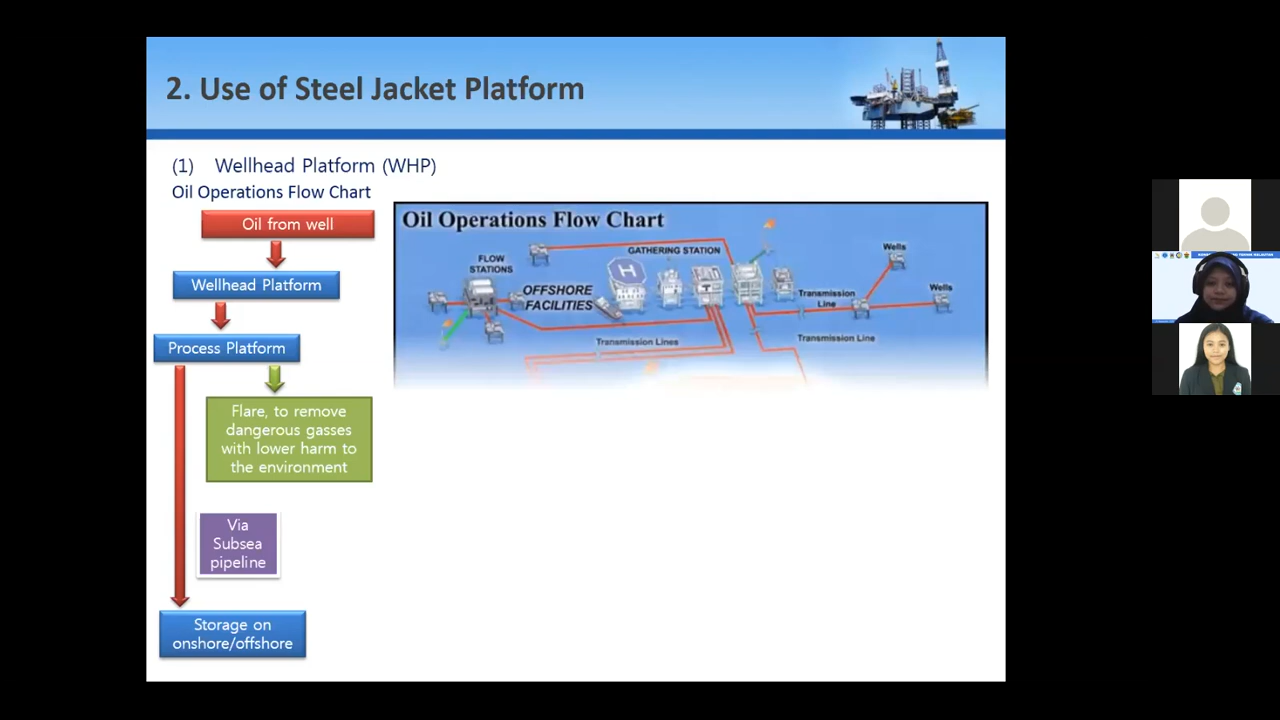 2. Use of Steel Jacket Platform
(1) Wellhead Platform (WHP)
Oil Operations Flow Chart
Oil from well
Wellhead Platform
Process Platform
Flare, to remove
dangerous gasses
with lower harm to
the environment
Via
Subsea
pipeline
Storage on
onshore/offshore
Oil Operations Flow Chart
GATHERING STATION
FLOW
STATIONS
OFFSHORE
FACILITIES
H
Wells
Transmission
Line
Wells
Transmission Lines
Transmission Line